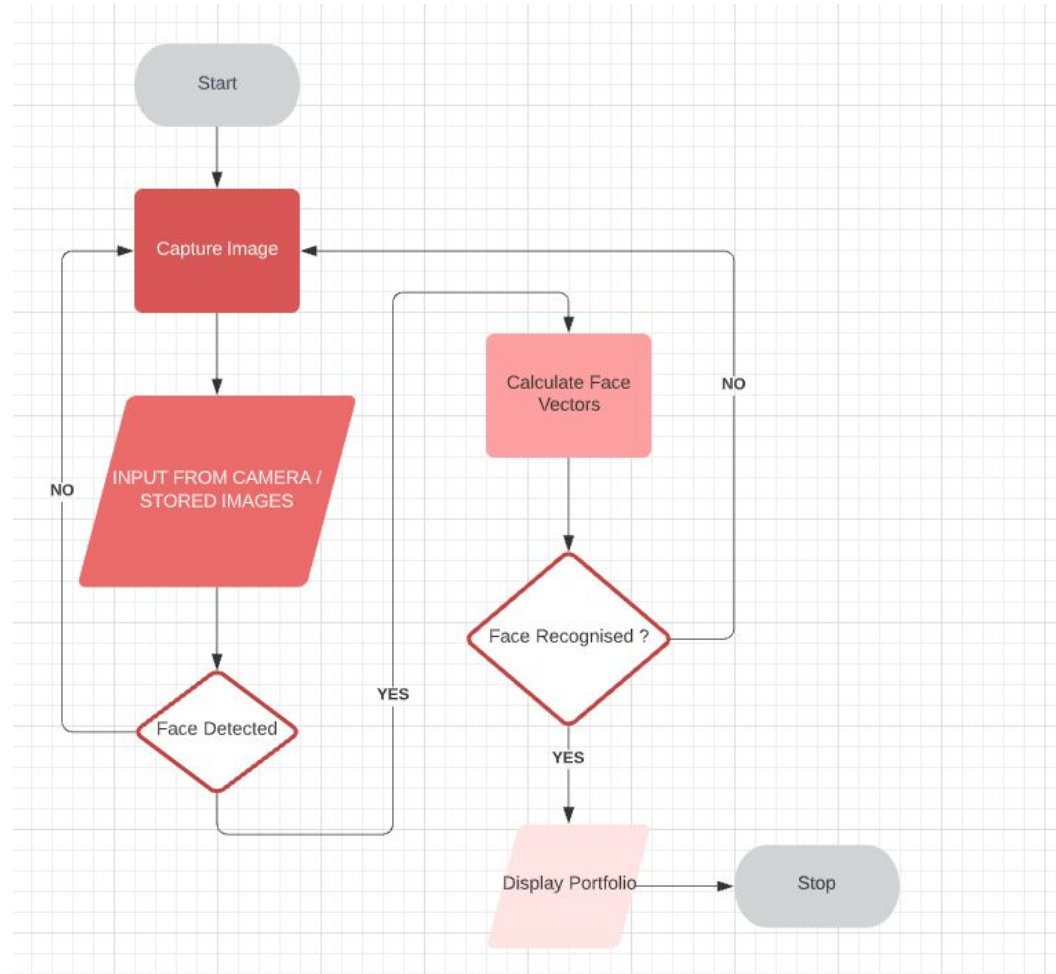 Start
Capture Image
INPUT FROM CAMERA /
STORED IMAGES
NO
Face Detected
YES
Calculate Face
Vectors
NO
Face Recognised ?
YES
Display Portfolio
Stop